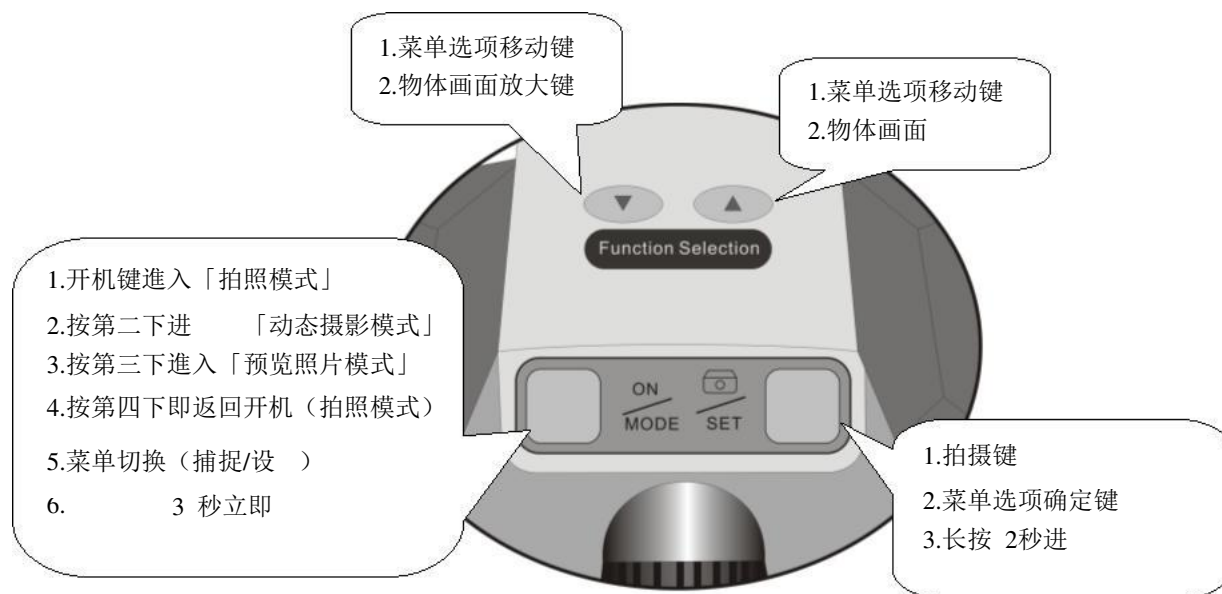 1.菜单选项移动键
2.物体画面放大键
1.菜单选项移动键
2.物体画面
▼ ▲
Function Selection
1.开机键進入「拍照模式」
2.按第二下进 「动态摄影模式」
3.按第三下進入「预览照片模式」
4.按第四下即返回开机（拍照模式）
5.菜单切换（捕捉/设 ）
6. 3 秒立即
ON
MODE
SET
1.拍摄键
2.菜单选项确定键
3.长按 2秒进